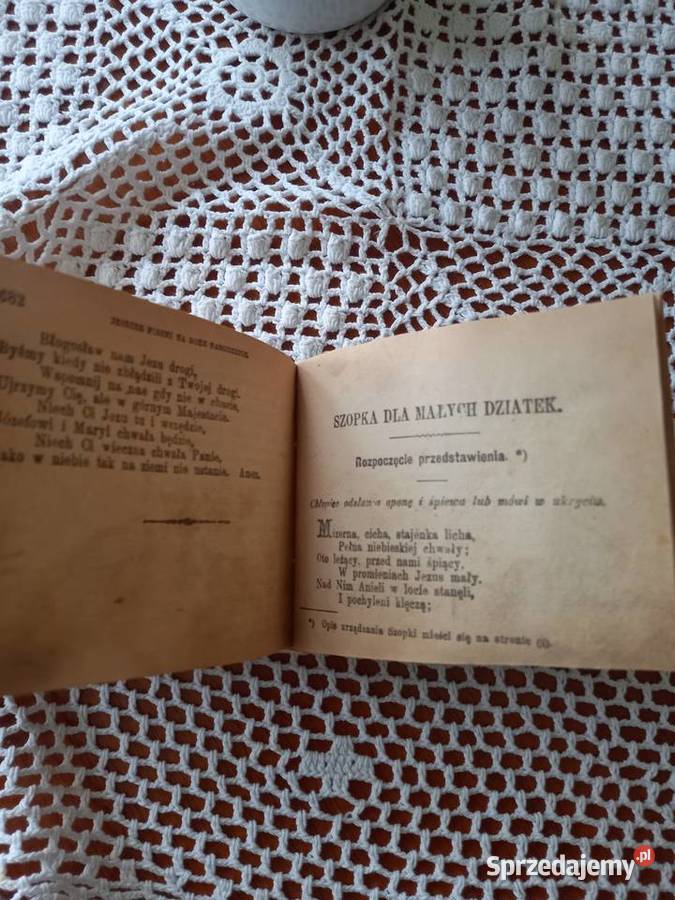 JESZCZE PIEŚNI NA BOŻE NARODZENIE.
Błogosław nam Jezu drogi,
Byśmy kiedy nie zbłądzili z Twojej drogi.
Wspomnij na nas gdy nie w chucie,
Ujrzymy Cię, ale w górnym Majestacie.
Niech Ci Jezu tu i wszędzie,
Józefowi i Maryi chwała będzie,
Niech Ci wieczna chwała Panie,
Jako w niebie tak na ziemi nie ustanie. Amen.
SZOPKA DLA MAŁYCH DZIATEK.
Rozpoczęcie przedstawienia. *)
Chłopiec odsłania oponę i śpiewa lub mówi w ukryciu.
Mizerna, cicha, stajenka licha,
Pełna niebieskiej chwały;
Oto leżący, przed nami śpiący,
W promieniach Jezus mały.
Nad Nim Anieli w locie stanęli,
I pochyleni klęczą;
*) Opis urządzania Szopki mieści się na stronie
Sprzedajemy.pl